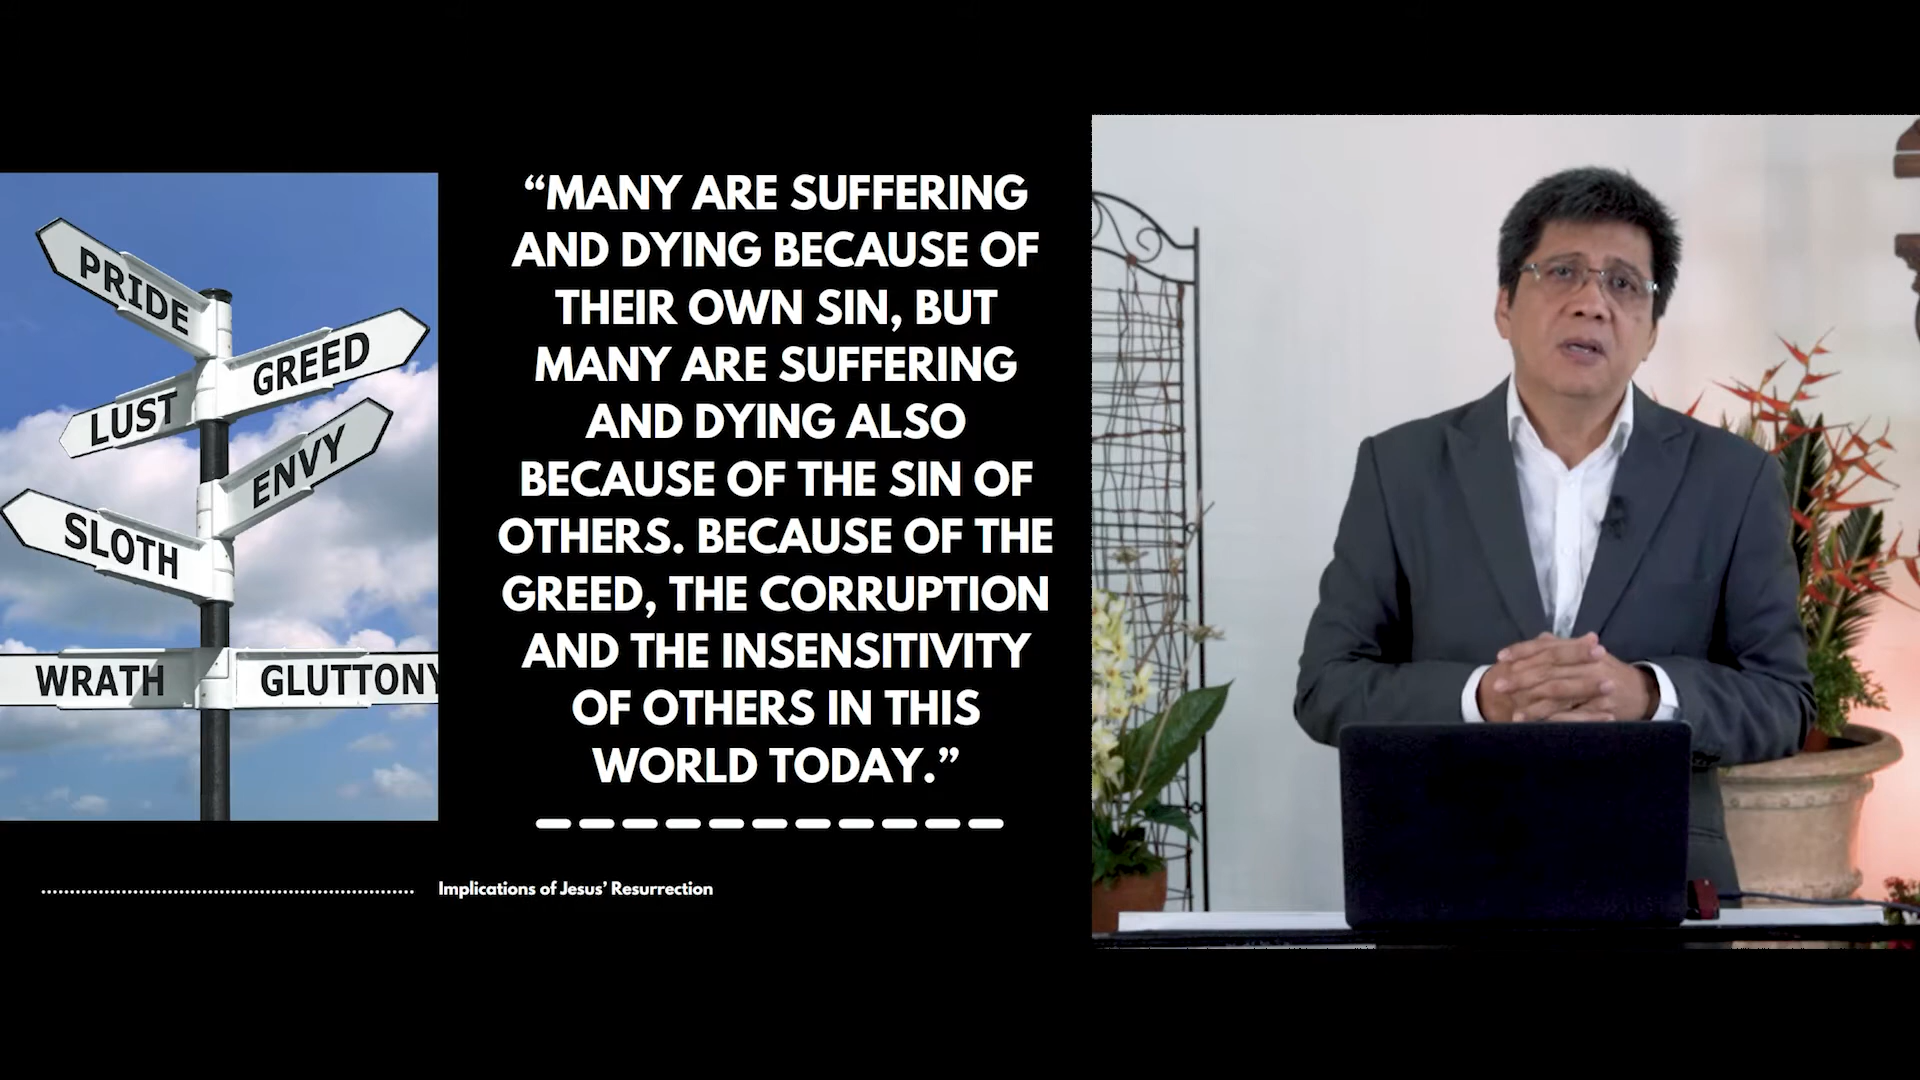 PRIDE
GREED
LUST
ENVY
SLOTH
WRATH
GLUTTONY
“MANY ARE SUFFERING
AND DYING BECAUSE OF
THEIR OWN SIN, BUT
MANY ARE SUFFERING
AND DYING ALSO
BECAUSE OF THE SIN OF
OTHERS. BECAUSE OF THE
GREED, THE CORRUPTION
AND THE INSENSITIVITY
OF OTHERS IN THIS
WORLD TODAY.”
Implications of Jesus’ Resurrection